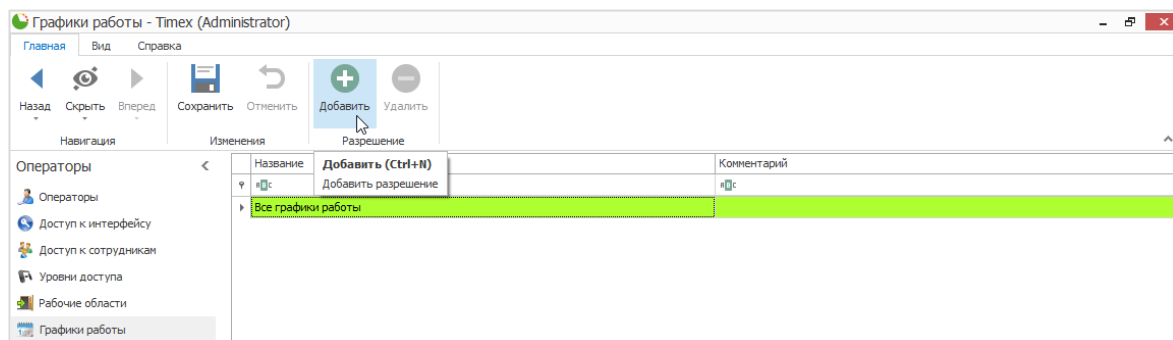 Графики работы - Timex (Administrator)
Главная Вид Справка
Назад Скрыть Вперед Сохранить Отменить Добавить Удалить
Навигация Изменения Разрешение
Операторы
Операторы
Доступ к интерфейсу
Доступ к сотрудникам
Уровни доступа
Рабочие области
Графики работы
Название Комментарий
Добавить (Ctrl+N)
Добавить разрешение
Все графики работы